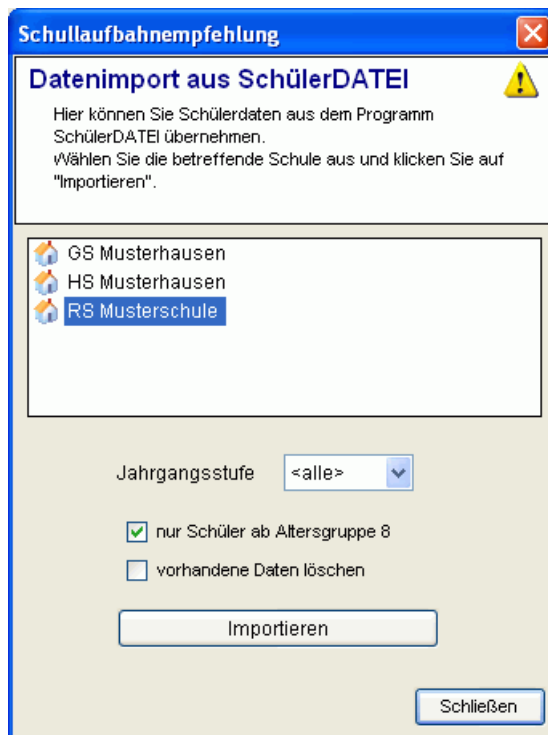 Schullaufbahnempfehlung
Datenimport aus SchülerDATEI
Hier können Sie Schülerdaten aus dem Programm
SchülerDATEI übernehmen.
Wählen Sie die betreffende Schule aus und klicken Sie auf
"Importieren".
GS Musterhausen
HS Musterhausen
RS Musterschule
Jahrgangsstufe <alle>
nur Schüler ab Altersgruppe 8
vorhandene Daten löschen
Importieren
Schließen